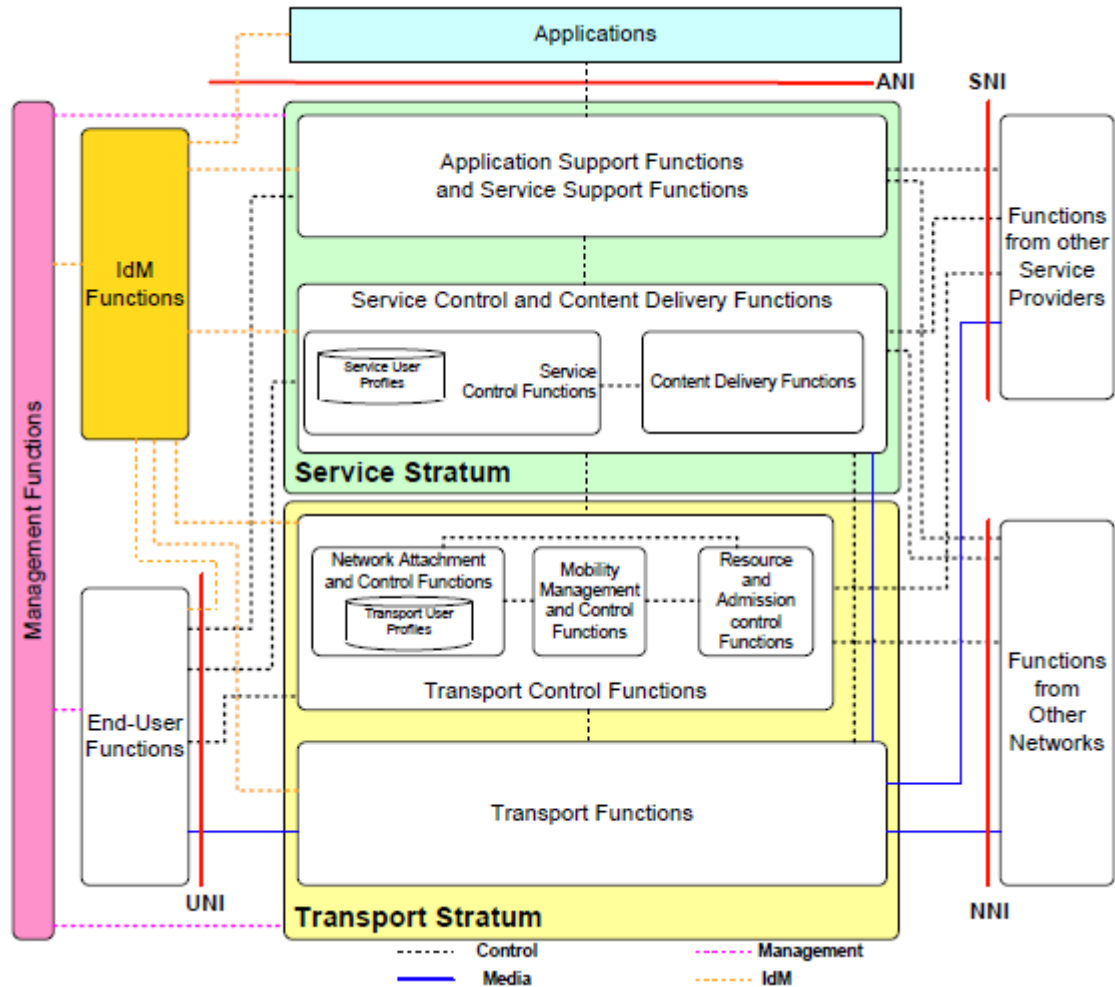 Applications
ANI
SNI
Management Functions
IdM
Functions
Application Support Functions
and Service Support Functions
Functions
from other
Service
Providers
Service Control and Content Delivery Functions
Service User
Profiles
Service
Control Functions
Content Delivery Functions
Service Stratum
Network Attachment
and Control Functions
Transport User
Profiles
Mobility
Management
and Control
Functions
Resource
and
Admission
control
Functions
Transport Control Functions
End-User
Functions
Functions
from
Other
Networks
Transport Functions
UNI
NNI
Transport Stratum
Control
Management
Media
IdM